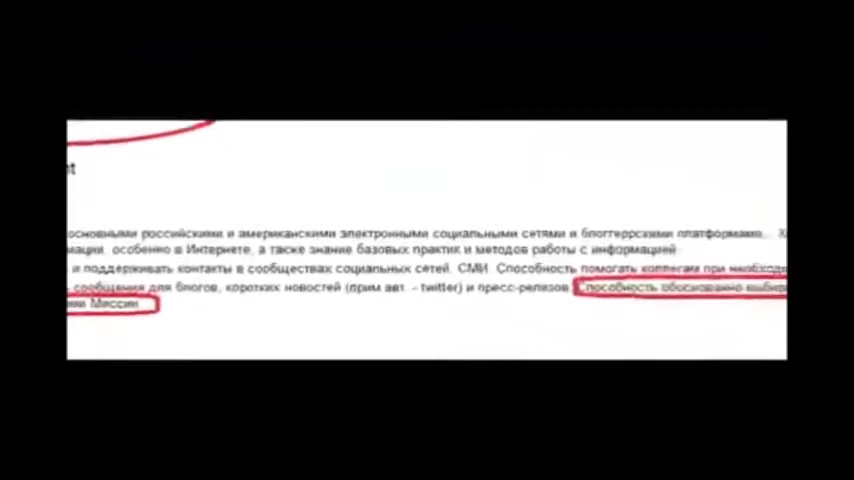 nt
основными российскими и американскими электронными социальными сетями и блоггерскими платформами. Х
мации, особенно в Интернете, а также знание базовых практик и методов работы с информацией
и поддерживать контакты в сообществах социальных сетей, СМИ. Способность помогать коллегам при необходи
ь сообщения для блогов, коротких новостей (прим авт. - twitter) и пресс-релизов. Способность обоснованно выбир
Миссии